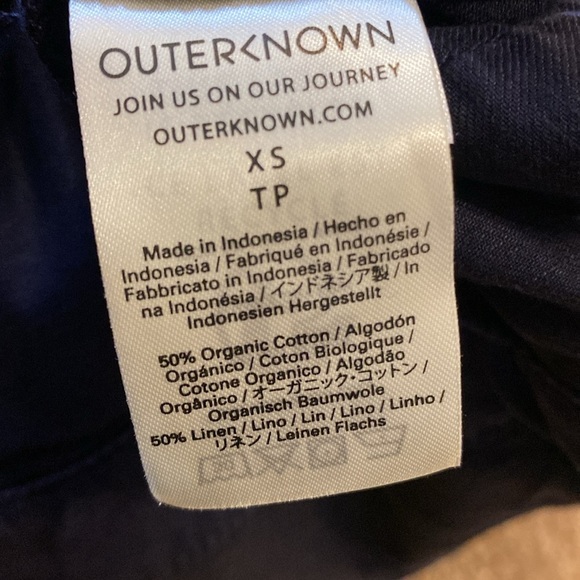 OUTERKNOWN
JOIN US ON OUR JOURNEY
OUTERKNOWN.COM
XS
TP
Made in Indonesia / Hecho en
Indonesia / Fabriqué en Indonésie /
Fabbricato in Indonesia / Fabricado
na Indonésia / インドネシア製 / In
Indonesien Hergestellt
50% Organic Cotton / Algodón
Orgánico / Coton Biologique /
Cotone Organico / Algodão
Orgânico / オーガニック・コットン /
Organisch Baumwole
50% Linen / Lino / Lin / Lino / Linho /
リネン / Leinen Flachs